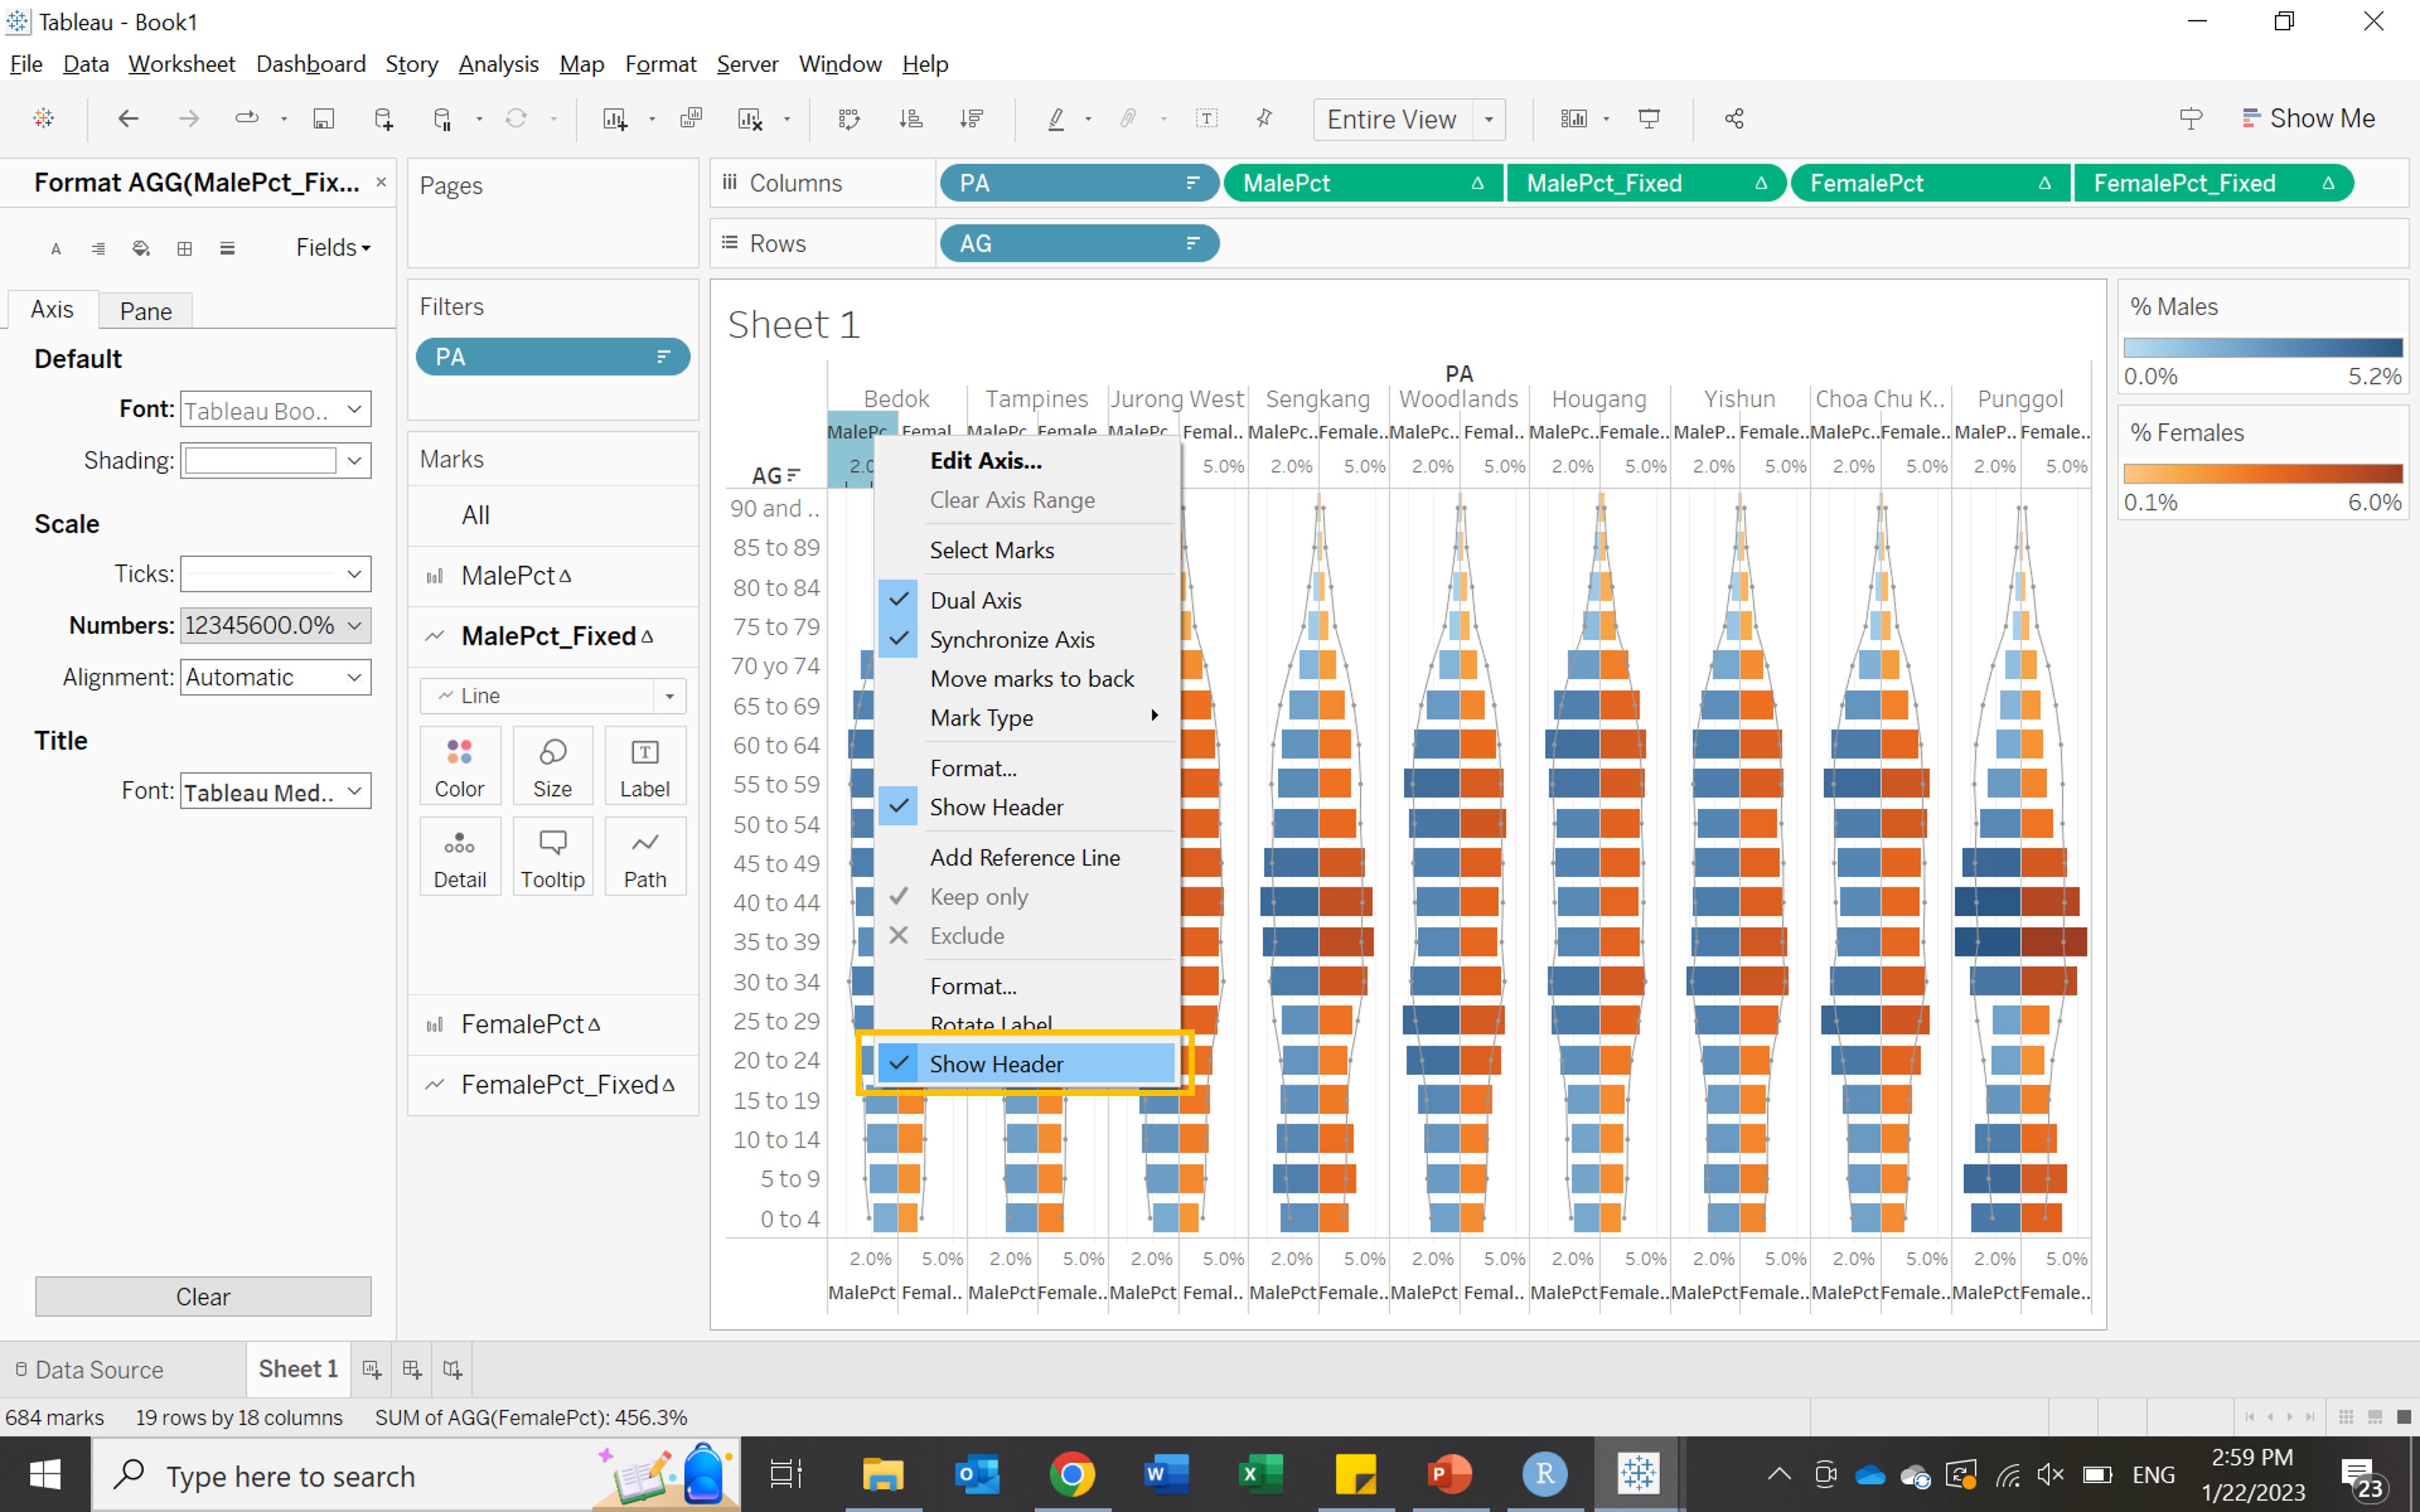 Tableau - Book1
File Data Worksheet Dashboard Story Analysis Map Format Server Window Help
Entire View
Show Me
Format AGG(MalePct_Fix... ×
Fields
Axis Pane
Default
Font: Tableau Boo..
Shading:
Scale
Ticks:
Numbers: 12345600.0%
Alignment: Automatic
Title
Font: Tableau Med..
Clear
Pages
Filters
PA
Marks
All
MalePct
MalePct_Fixed
Line
Color Size Label
Detail Tooltip Path
FemalePct
FemalePct_Fixed
Columns PA MalePct MalePct_Fixed FemalePct FemalePct_Fixed
Rows AG
Sheet 1
PA
Bedok Tampines Jurong West Sengkang Woodlands Hougang Yishun Choa Chu K.. Punggol
MalePc Femal MalePc Female MalePc Femal.. MalePc.. Female.. MalePc.. Femal.. MalePc.. Female.. MaleP.. Female.. MalePc.. Female.. MaleP.. Female..
AG 2.0 5.0% 2.0% 5.0% 2.0% 5.0% 2.0% 5.0% 2.0% 5.0% 2.0% 5.0% 2.0% 5.0%
90 and ..
85 to 89
80 to 84
75 to 79
70 yo 74
65 to 69
60 to 64
55 to 59
50 to 54
45 to 49
40 to 44
35 to 39
30 to 34
25 to 29
20 to 24
15 to 19
10 to 14
5 to 9
0 to 4
2.0% 5.0% 2.0% 5.0% 2.0% 5.0% 2.0% 5.0% 2.0% 5.0% 2.0% 5.0% 2.0% 5.0% 2.0% 5.0% 2.0% 5.0%
MalePct Femal.. MalePct Female.. MalePct Femal.. MalePct Female.. MalePct Femal.. MalePct Female.. MalePct Female.. MalePct Female.. MalePct Female..
Edit Axis...
Clear Axis Range
Select Marks
Dual Axis
Synchronize Axis
Move marks to back
Mark Type
Format...
Show Header
Add Reference Line
Keep only
Exclude
Format...
Rotate Label
Show Header
% Males
0.0% 5.2%
% Females
0.1% 6.0%
Data Source Sheet 1
684 marks 19 rows by 18 columns SUM of AGG(FemalePct): 456.3%
Type here to search
ENG
2:59 PM
1/22/2023
23